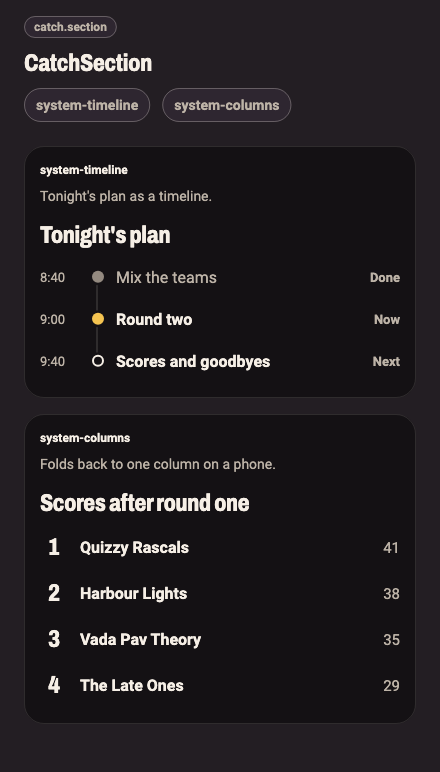 catch.section
CatchSection
system-timeline system-columns
system-timeline
Tonight's plan as a timeline.
Tonight's plan
8:40 Mix the teams Done
9:00 Round two Now
9:40 Scores and goodbyes Next
system-columns
Folds back to one column on a phone.
Scores after round one
1 Quizzy Rascals 41
2 Harbour Lights 38
3 Vada Pav Theory 35
4 The Late Ones 29